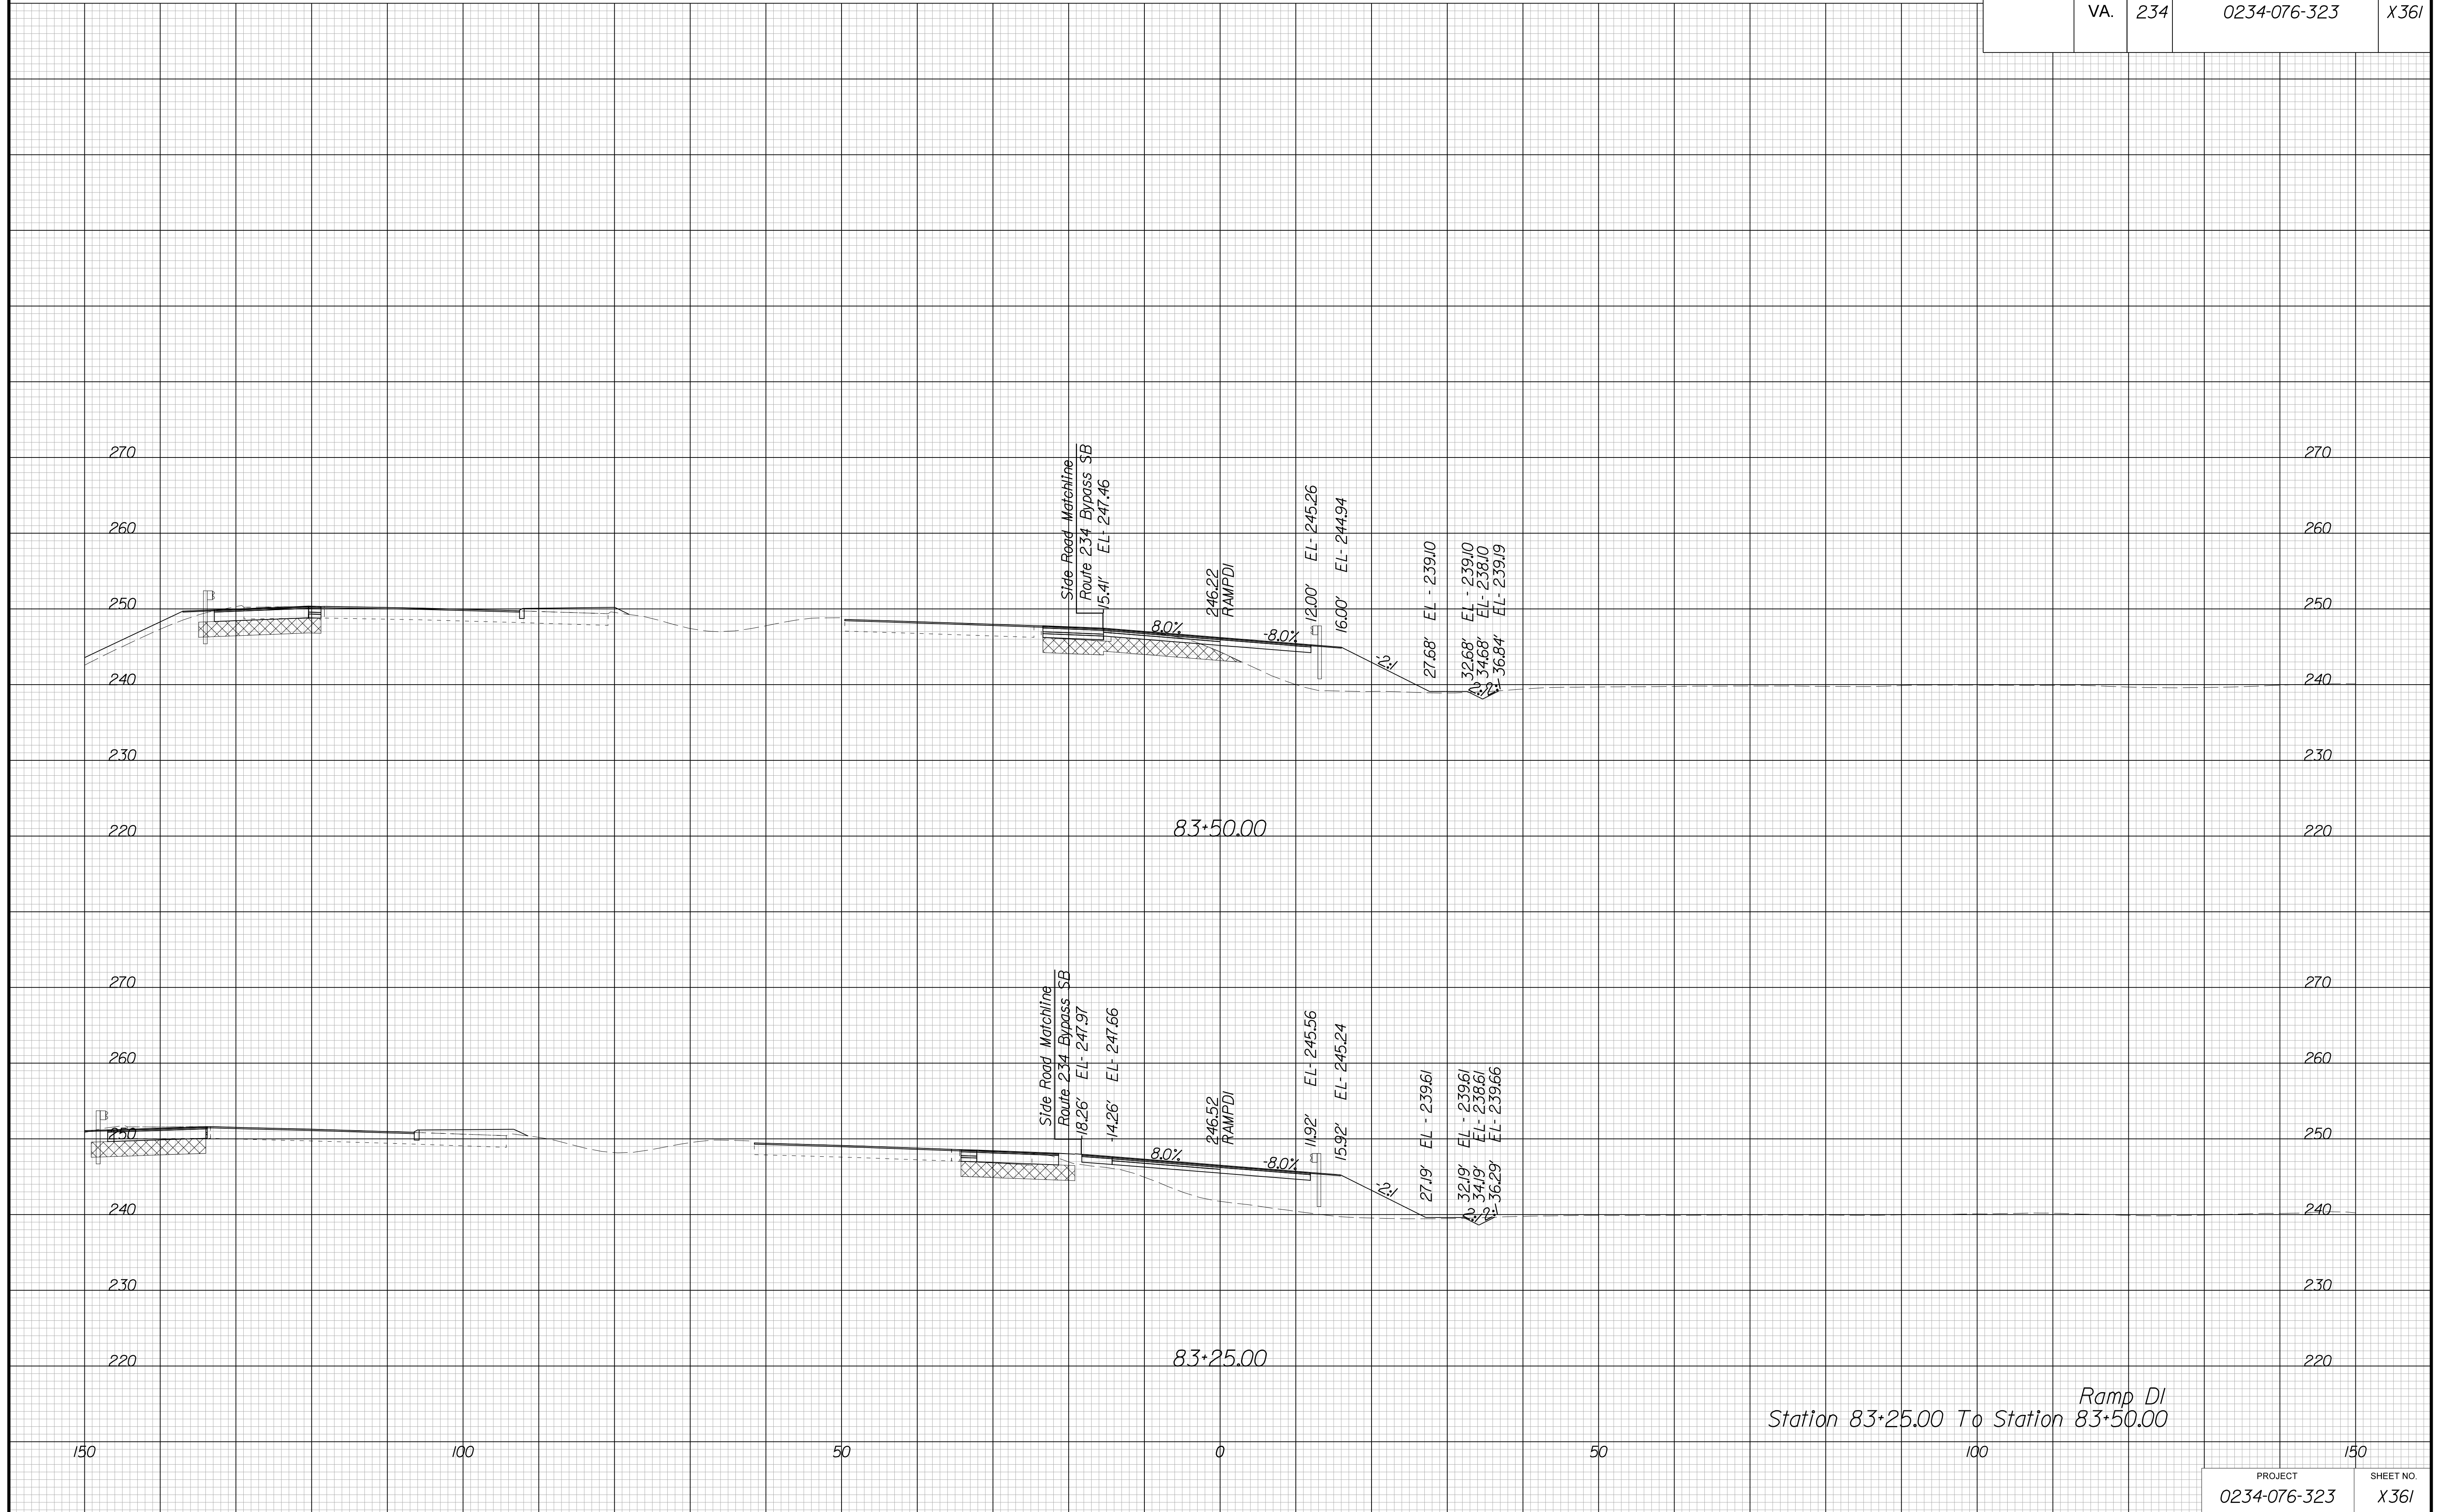 VA. 234 0234-076-323 X361
270 270
260 260
250 250
240 240
230 230
220 220
Side Road Matchline
Route 234 Bypass SB
15.41' EL- 247.46
8.0%
246.22
RAMPD1
-8.0%
12.00' EL- 245.26
16.00' EL- 244.94
-2:1
27.68' EL - 239.10
32.68' EL - 239.10
34.68' EL- 238.10
36.84' EL- 239.19
-2:1
2:1
83+50.00
270 270
260 260
250 250
240 240
230 230
220 220
Side Road Matchline
Route 234 Bypass SB
-18.26' EL- 247.97
-14.26' EL- 247.66
8.0%
246.52
RAMPD1
-8.0%
11.92' EL- 245.56
15.92' EL- 245.24
-2:1
27.19' EL - 239.61
32.19' EL - 239.61
34.19' EL- 238.61
36.29' EL- 239.66
-2:1
2:1
83+25.00
Ramp D1
Station 83+25.00 To Station 83+50.00
150 100 50 0 50 100 150
PROJECT SHEET NO.
0234-076-323 X361